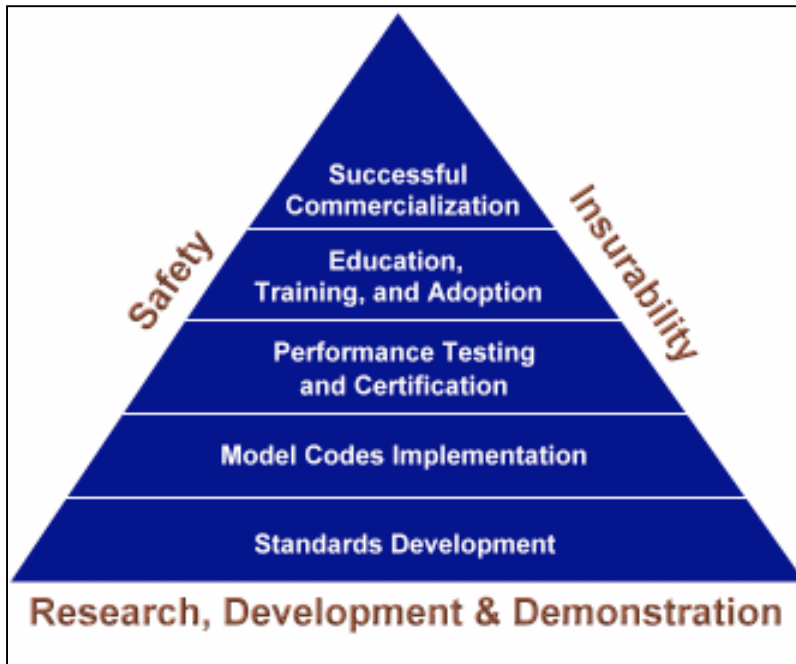 Successful
Commercialization
Safety
Insurability
Education,
Training, and Adoption
Performance Testing
and Certification
Model Codes Implementation
Standards Development
Research, Development & Demonstration